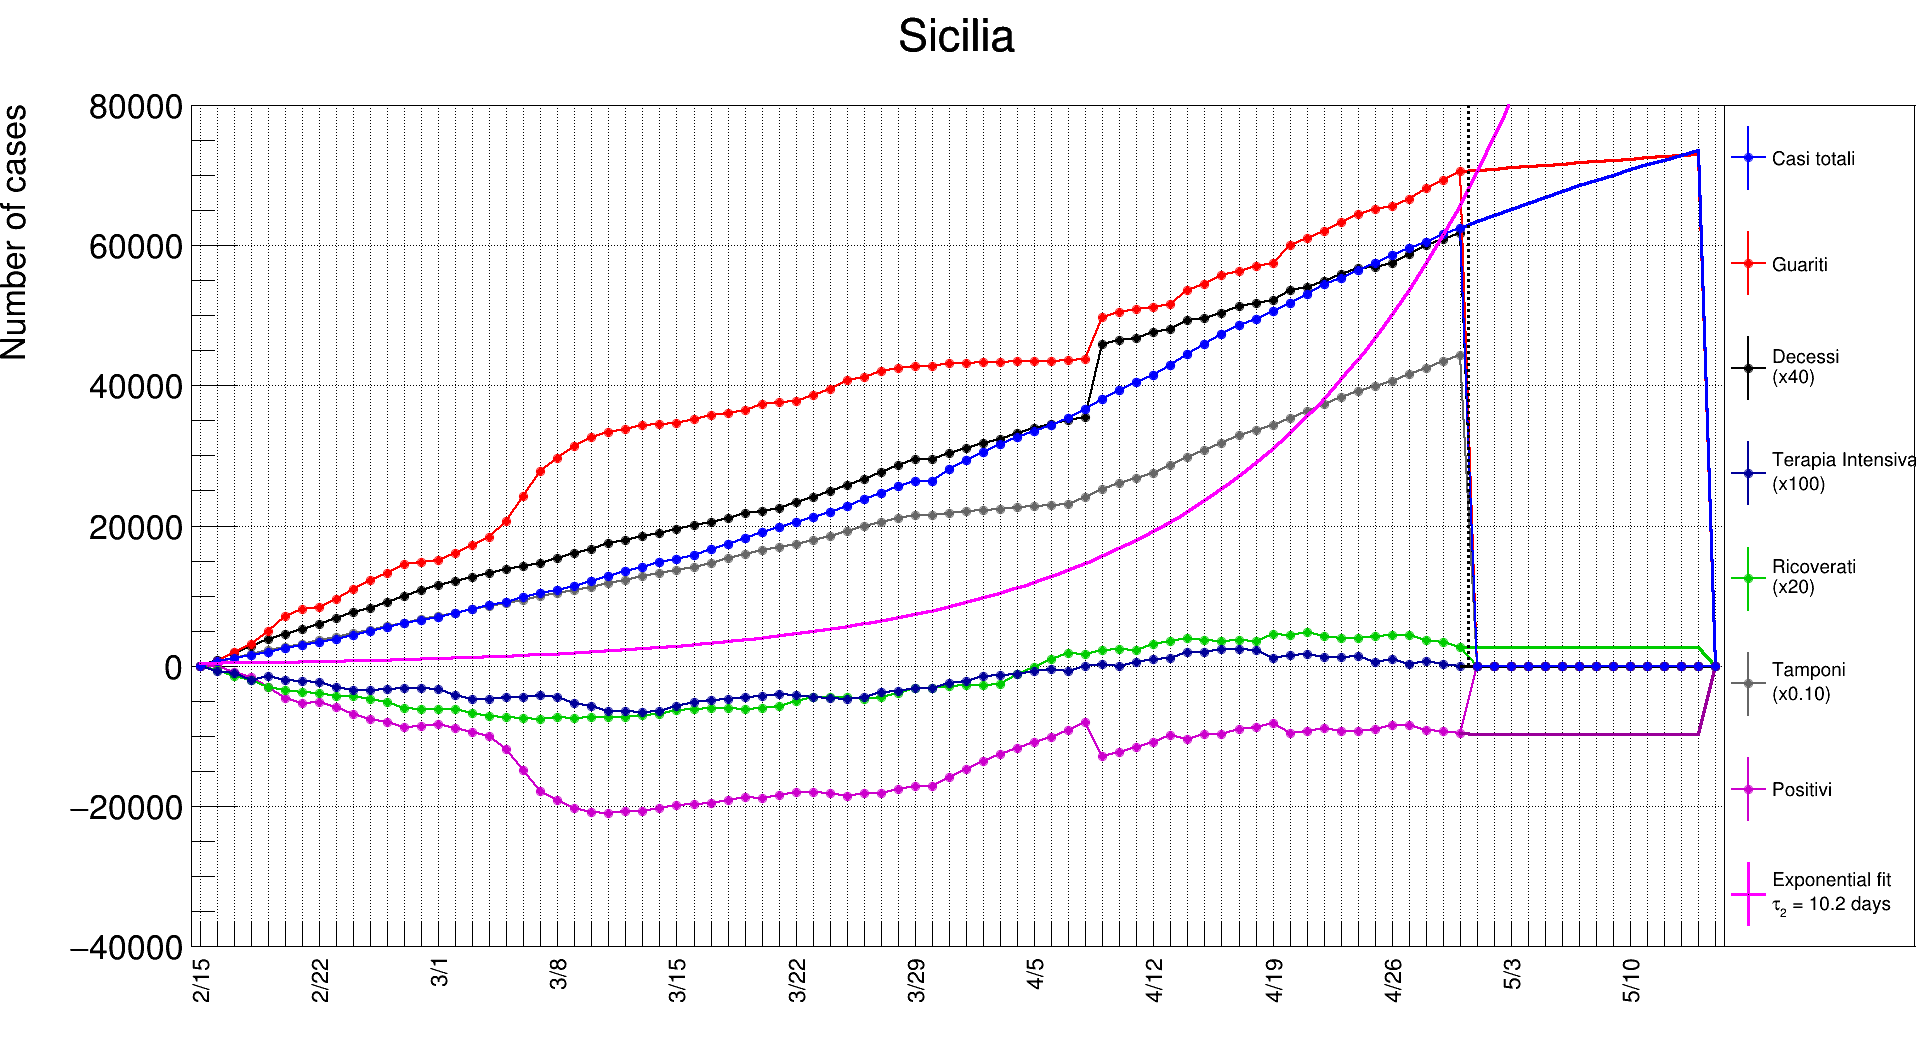 Sicilia
Number of cases
80000
60000
40000
20000
0
−20000
−40000
2/15
2/22
3/1
3/8
3/15
3/22
3/29
4/5
4/12
4/19
4/26
5/3
5/10
Casi totali
Guariti
Decessi
(x40)
Terapia Intensiva
(x100)
Ricoverati
(x20)
Tamponi
(x0.10)
Positivi
Exponential fit
τ2 = 10.2 days